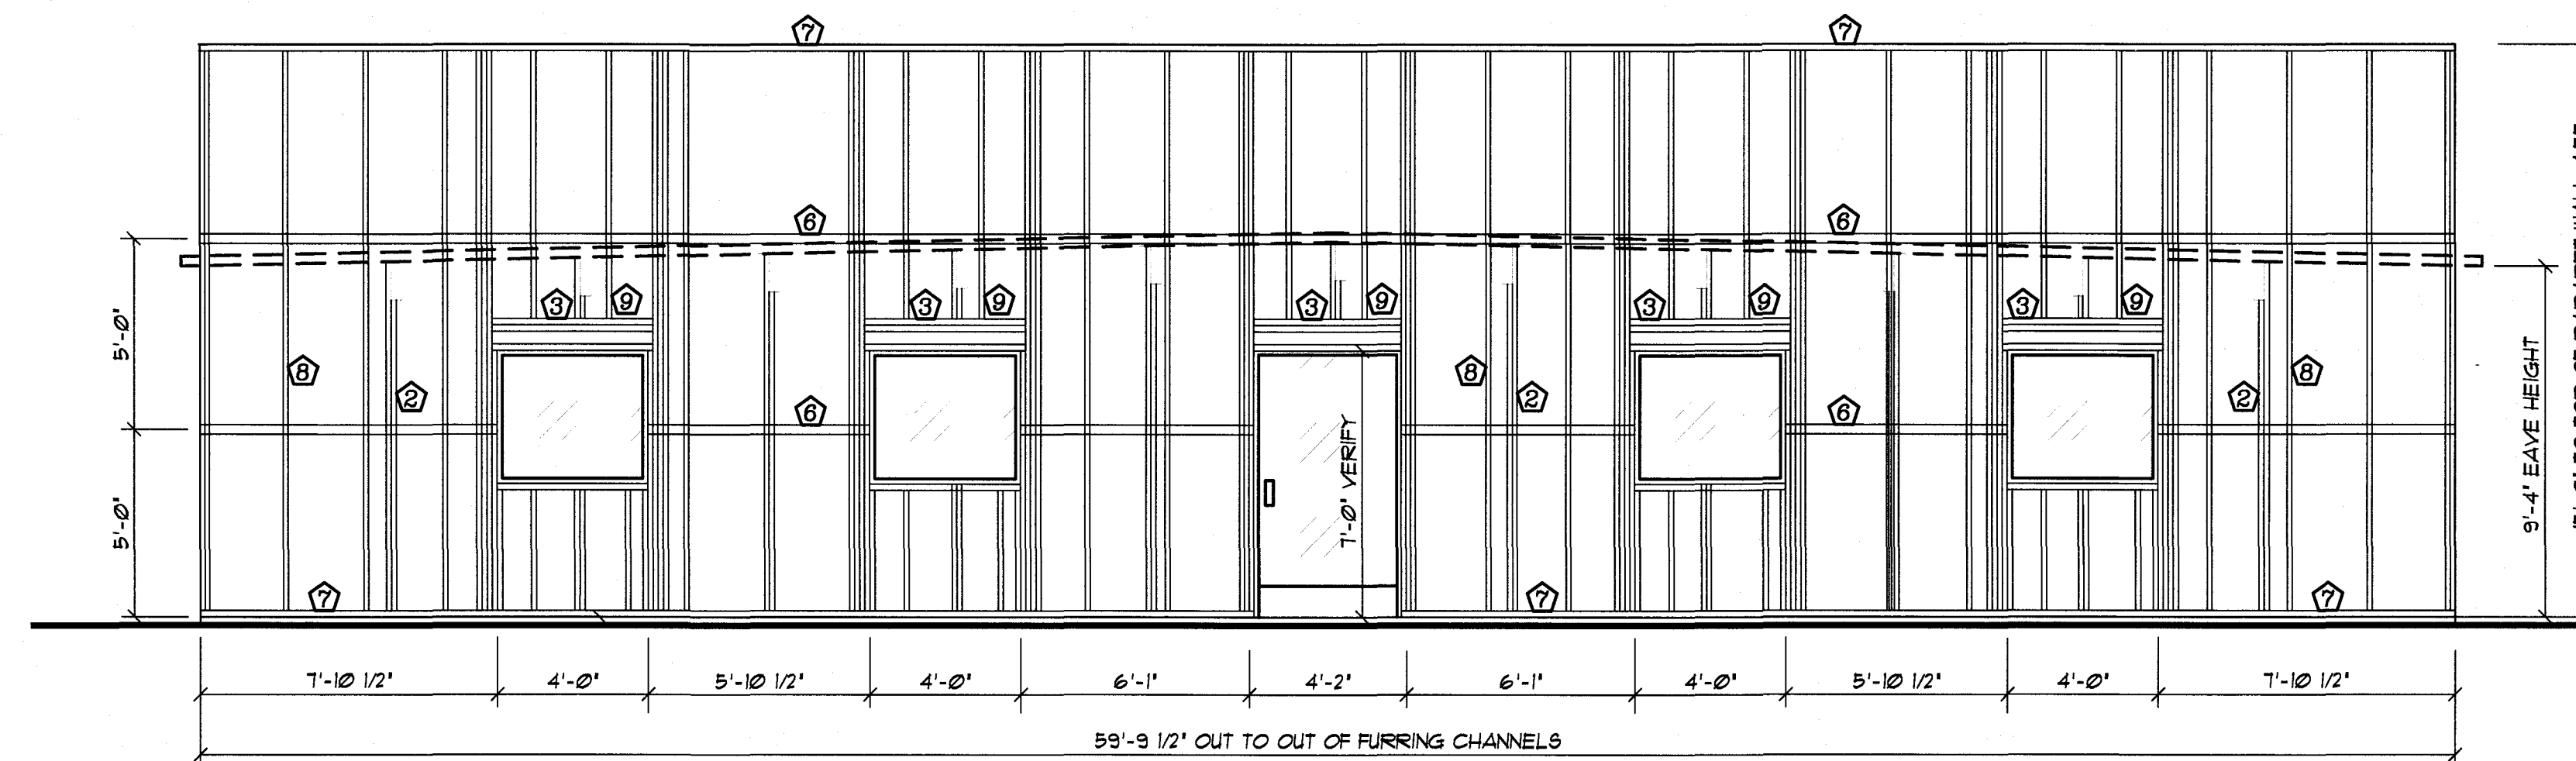 7 7
6 6
3 9 3 9 3 9 3 9 3 9
8 2 8 2 2 8
6 6
7 7 7
5'-0"
5'-0"
7'-0" VERIFY
9'-4" EAVE HEIGHT
7'-10 1/2" 4'-0" 5'-10 1/2" 4'-0" 6'-1" 4'-2" 6'-1" 4'-0" 5'-10 1/2" 4'-0" 7'-10 1/2"
59'-9 1/2" OUT TO OUT OF FURRING CHANNELS